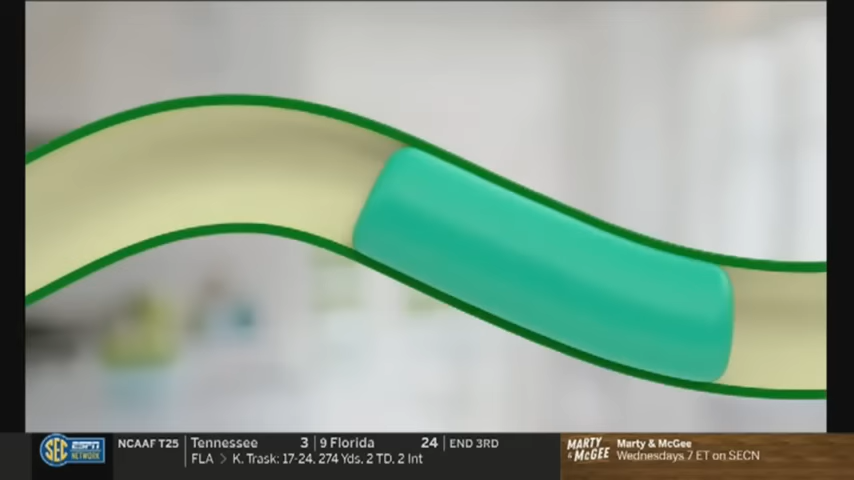 SEC ESPN NETWORK
NCAAF T25
Tennessee 3 9 Florida 24 END 3RD
FLA > K. Trask: 17-24, 274 Yds, 2 TD, 2 Int
MARTY & McGEE
Marty & McGee
Wednesdays 7 ET on SECN